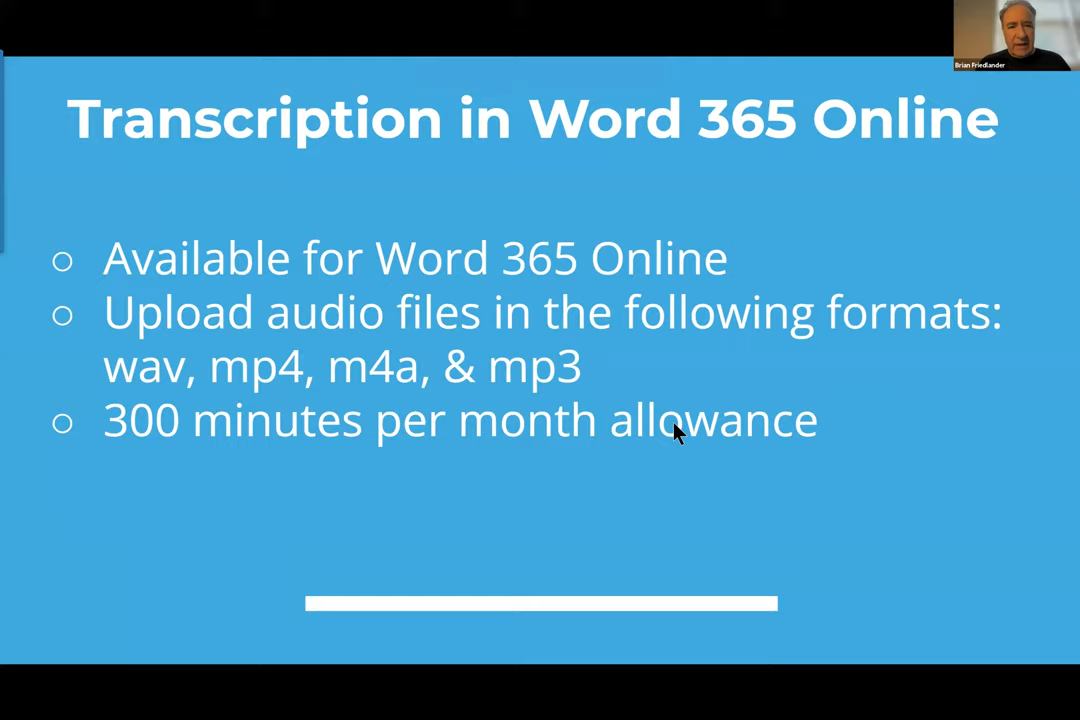 Brian Friedlander
Transcription in Word 365 Online
○ Available for Word 365 Online
○ Upload audio files in the following formats:
wav, mp4, m4a, & mp3
○ 300 minutes per month allowance